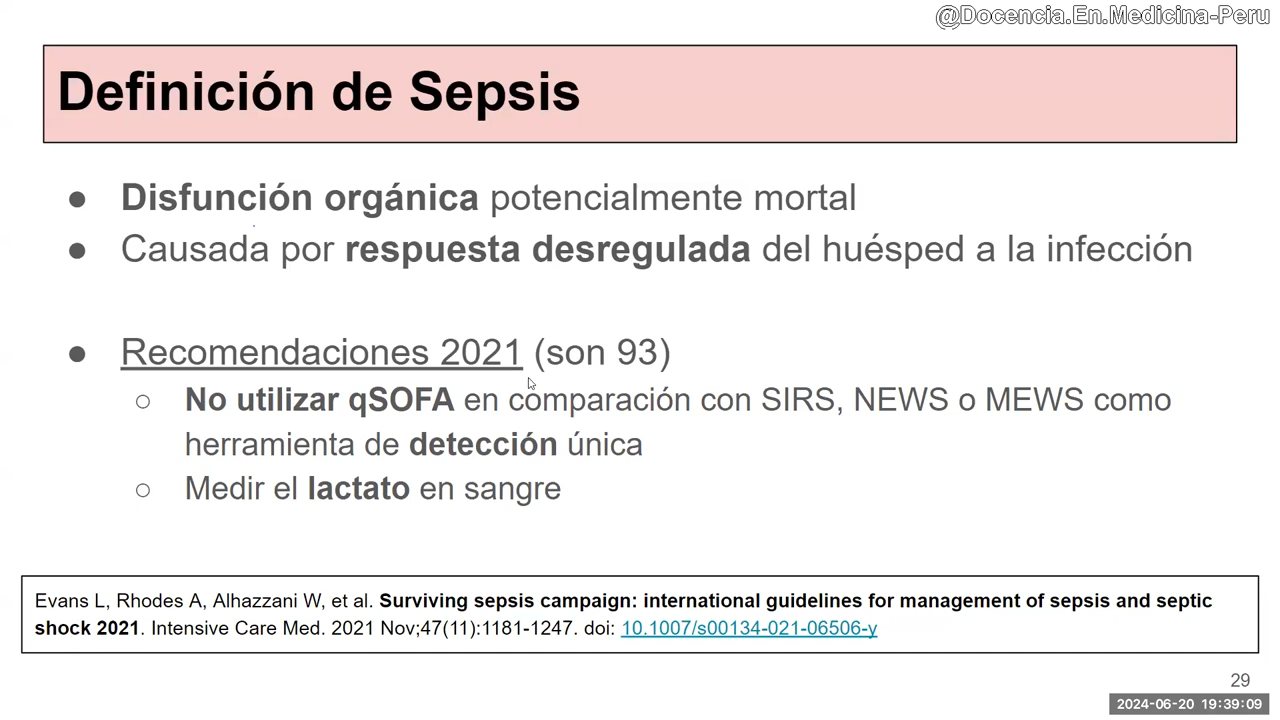 @Docencia.En.Medicina-Peru
Definición de Sepsis
● Disfunción orgánica potencialmente mortal
● Causada por respuesta desregulada del huésped a la infección
● Recomendaciones 2021 (son 93)
○ No utilizar qSOFA en comparación con SIRS, NEWS o MEWS como
herramienta de detección única
○ Medir el lactato en sangre
Evans L, Rhodes A, Alhazzani W, et al. Surviving sepsis campaign: international guidelines for management of sepsis and septic
shock 2021. Intensive Care Med. 2021 Nov;47(11):1181-1247. doi: 10.1007/s00134-021-06506-y
29
2024-06-20 19:39:09